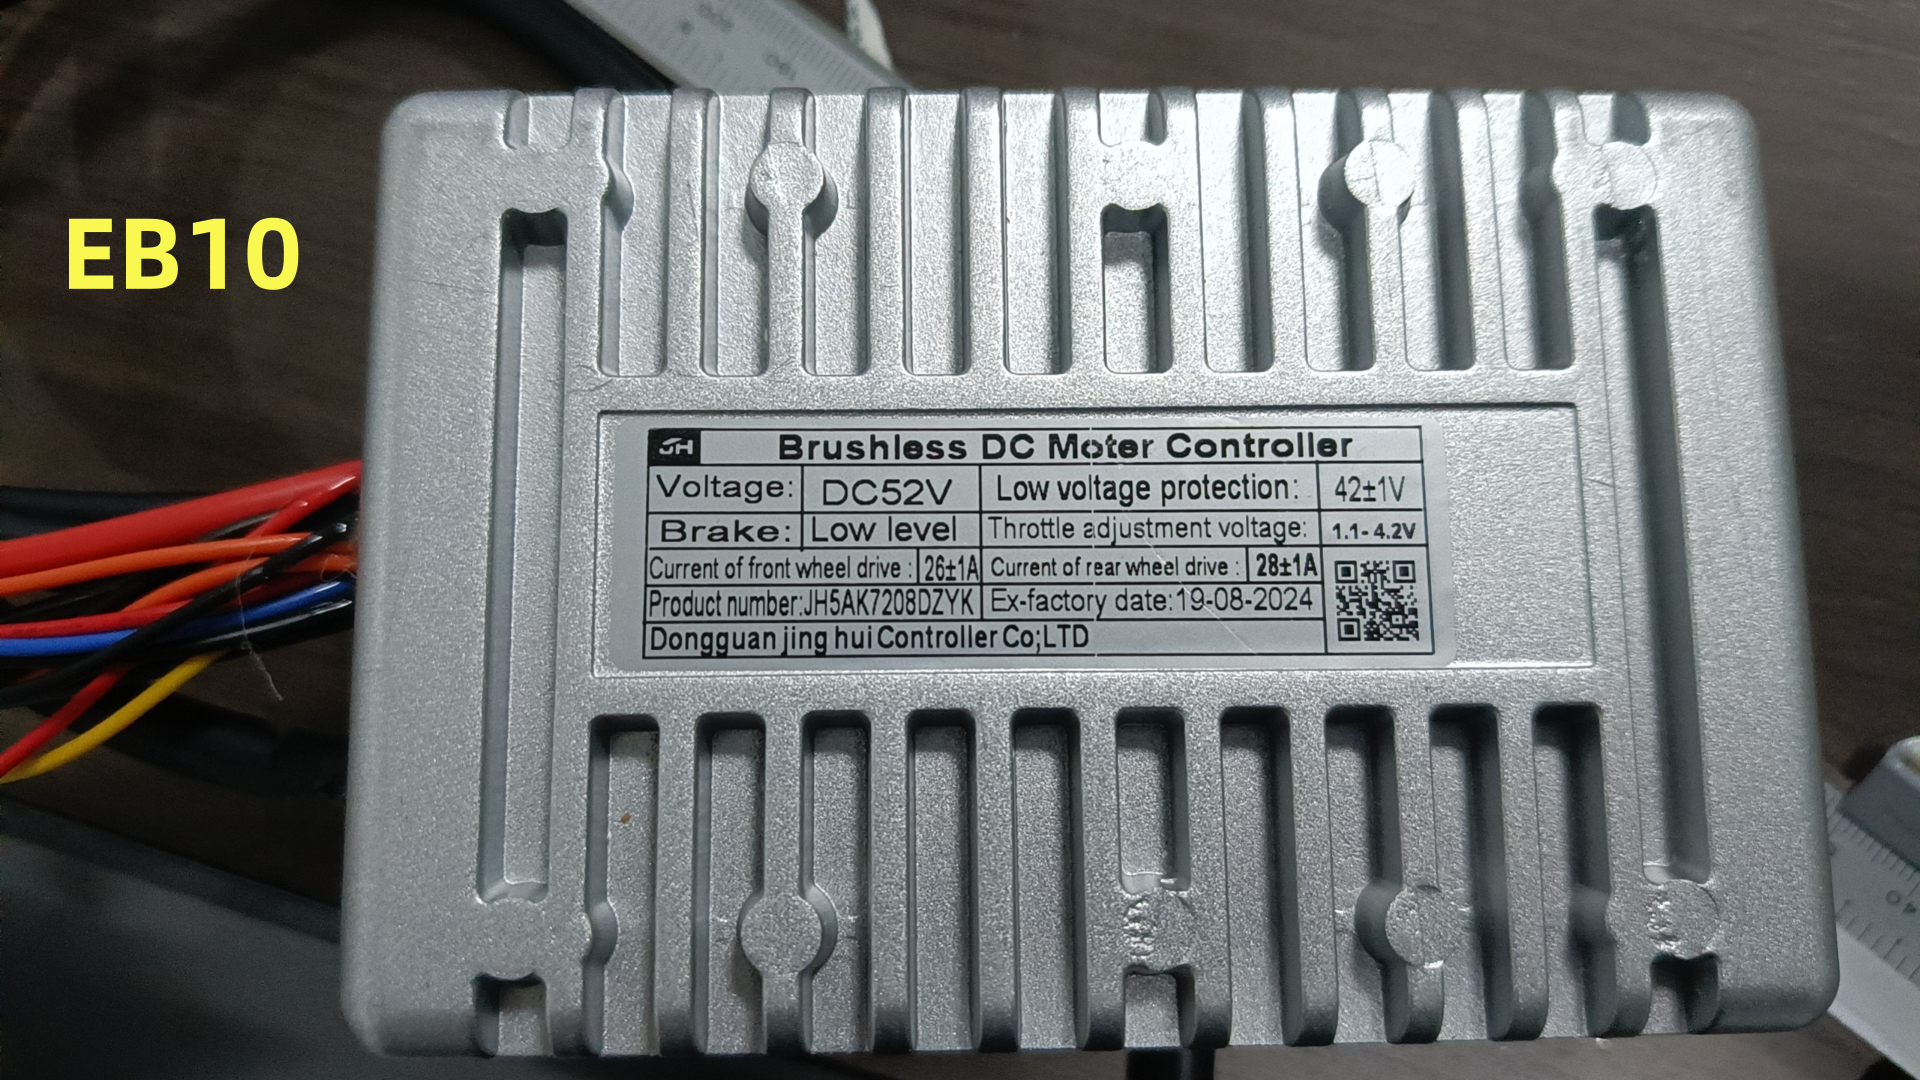 EB10
JH Brushless DC Moter Controller
Voltage: DC52V Low voltage protection: 42±1V
Brake: Low level Throttle adjustment voltage: 1.1-4.2V
Current of front wheel drive : 26±1A Current of rear wheel drive : 28±1A
Product number:JH5AK7208DZYK Ex-factory date:19-08-2024
Dongguan jing hui Controller Co;LTD
40